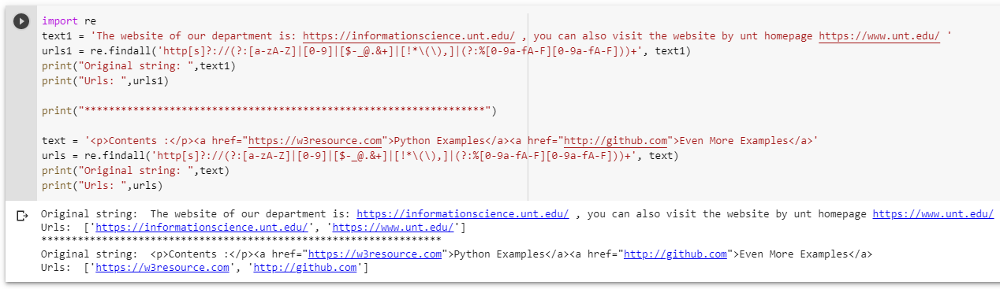 import re
text1 = 'The website of our department is: https://informationscience.unt.edu/ , you can also visit the website by unt homepage https://www.unt.edu/ '
urls1 = re.findall('http[s]?://(?:[a-zA-Z]|[0-9]|[$-_@.&+]|[!*\(\),]|(?:%[0-9a-fA-F][0-9a-fA-F]))+', text1)
print("Original string: ",text1)
print("Urls: ",urls1)
print("******************************************************************")
text = '<p>Contents :</p><a href="https://w3resource.com">Python Examples</a><a href="http://github.com">Even More Examples</a>'
urls = re.findall('http[s]?://(?:[a-zA-Z]|[0-9]|[$-_@.&+]|[!*\(\),]|(?:%[0-9a-fA-F][0-9a-fA-F]))+', text)
print("Original string: ",text)
print("Urls: ",urls)
Original string:  The website of our department is: https://informationscience.unt.edu/ , you can also visit the website by unt homepage https://www.unt.edu/
Urls:  ['https://informationscience.unt.edu/', 'https://www.unt.edu/']
******************************************************************
Original string:  <p>Contents :</p><a href="https://w3resource.com">Python Examples</a><a href="http://github.com">Even More Examples</a>
Urls:  ['https://w3resource.com', 'http://github.com']